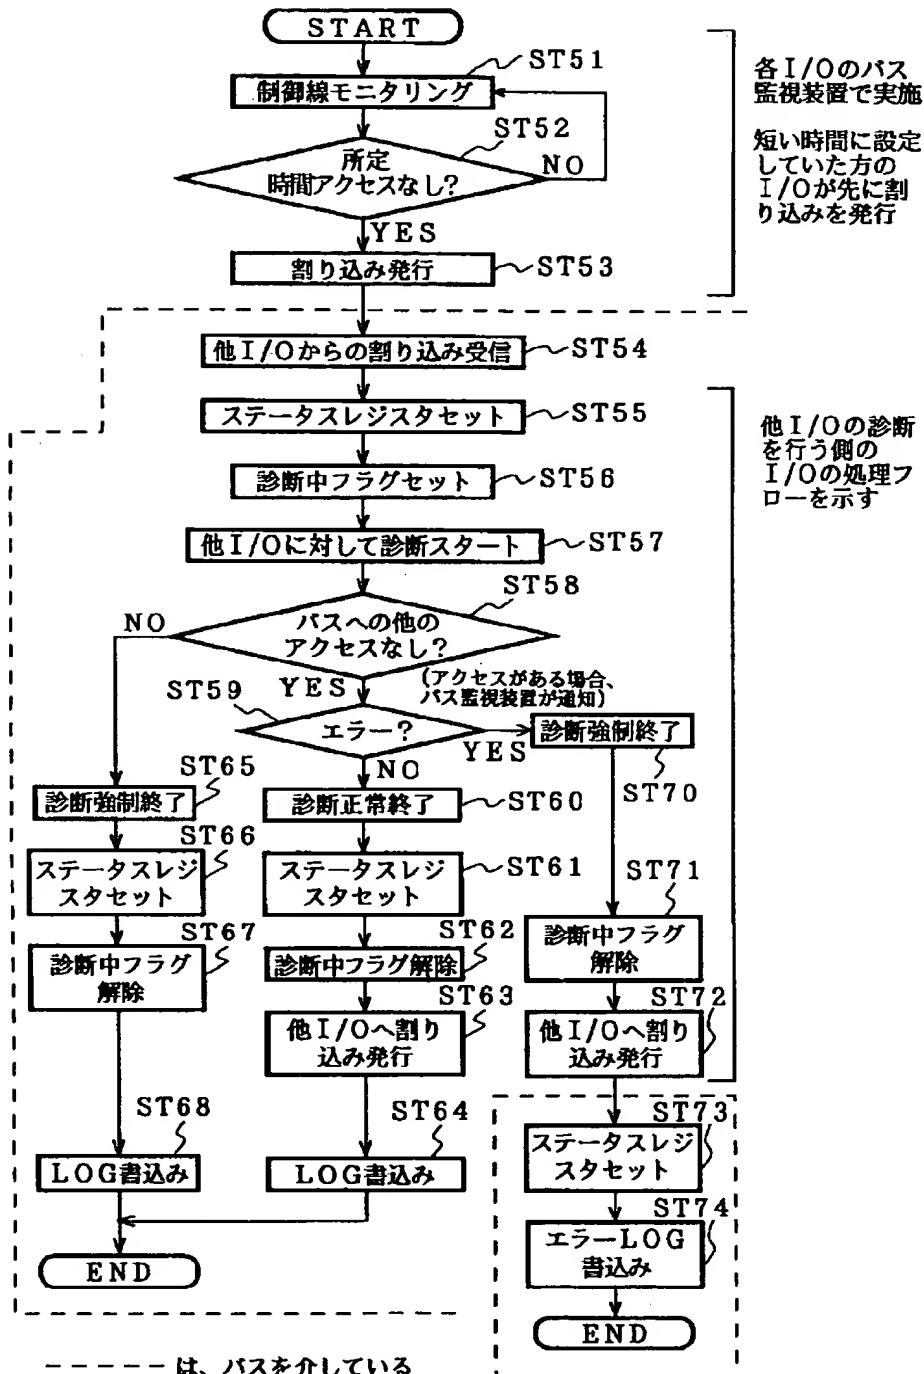 START
ST51
制御線モニタリング
ST52
所定
時間アクセスなし?
NO
YES
割り込み発行
ST53
各I/Oのバス
監視装置で実施
短い時間に設定
していた方の
I/Oが先に割
り込みを発行
他I/Oからの割り込み受信
ST54
ステータスレジスタセット
ST55
診断中フラグセット
ST56
他I/Oに対して診断スタート
ST57
他I/Oの診断
を行う側の
I/Oの処理フ
ローを示す
ST58
バスへの他の
アクセスなし?
NO
YES
(アクセスがある場合、
バス監視装置が通知)
ST59
エラー?
YES
NO
診断強制終了
ST70
ST65
診断強制終了
診断正常終了
ST60
ST66
ステータスレジ
スタセット
ステータスレジ
スタセット
ST61
ST71
診断中フラグ
解除
ST67
診断中フラグ
解除
ST62
診断中フラグ解除
ST63
他I/Oへ割り
込み発行
ST72
他I/Oへ割り
込み発行
ST68
LOG書込み
ST64
LOG書込み
ST73
ステータスレジ
スタセット
ST74
エラーLOG
書込み
END
END
----- は、バスを介している